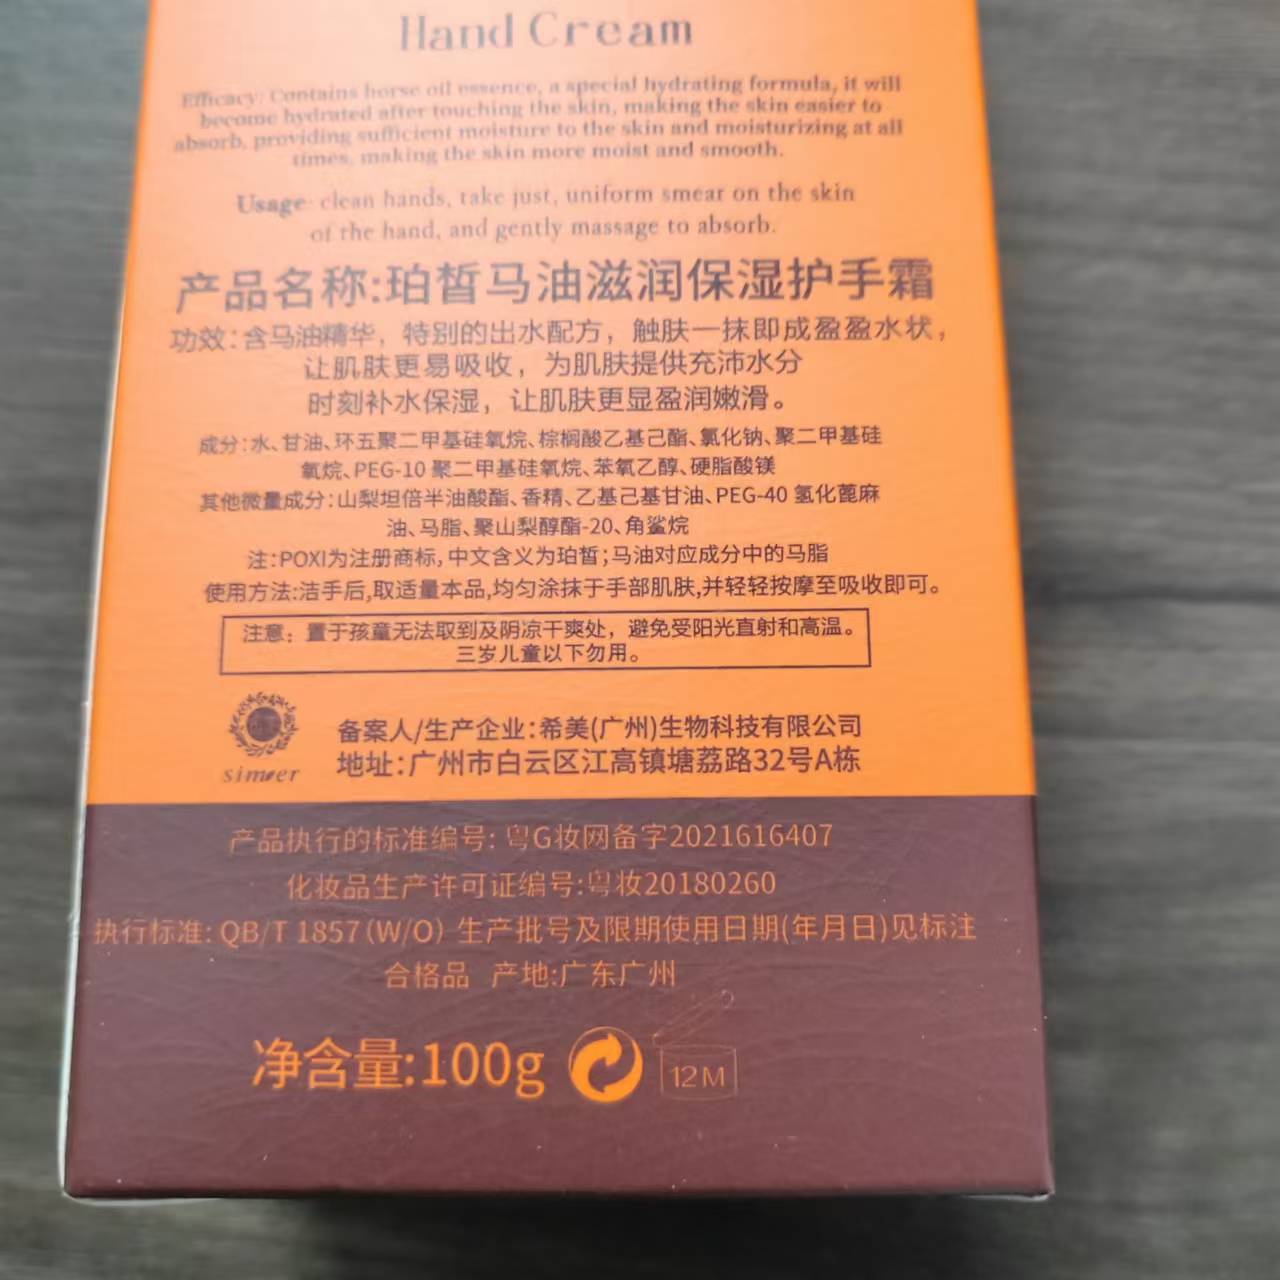 Hand Cream
Efficacy: Contains horse oil essence, a special hydrating formula, it will
become hydrated after touching the skin, making the skin easier to
absorb, providing sufficient moisture to the skin and moisturizing at all
times, making the skin more moist and smooth.
Usage: clean hands, take just, uniform smear on the skin
of the hand, and gently massage to absorb.
产品名称:珀皙马油滋润保湿护手霜
功效：含马油精华，特别的出水配方，触肤一抹即成盈盈水状，
让肌肤更易吸收，为肌肤提供充沛水分
时刻补水保湿，让肌肤更显盈润嫩滑。
成分：水、甘油、环五聚二甲基硅氧烷、棕榈酸乙基己酯、氯化钠、聚二甲基硅
氧烷、PEG-10 聚二甲基硅氧烷、苯氧乙醇、硬脂酸镁
其他微量成分：山梨坦倍半油酸酯、香精、乙基己基甘油、PEG-40 氢化蓖麻
油、马脂、聚山梨醇酯-20、角鲨烷
注：POXI为注册商标，中文含义为珀皙；马油对应成分中的马脂
使用方法:洁手后,取适量本品,均匀涂抹于手部肌肤,并轻轻按摩至吸收即可。
注意：置于孩童无法取到及阴凉干爽处，避免受阳光直射和高温。
三岁儿童以下勿用。
备案人/生产企业：希美(广州)生物科技有限公司
地址：广州市白云区江高镇塘荔路32号A栋
产品执行的标准编号: 粤G妆网备字2021616407
化妆品生产许可证编号:粤妆20180260
执行标准: QB/T 1857 (W/O) 生产批号及限期使用日期(年月日)见标注
合格品 产地:广东广州
净含量:100g 12M